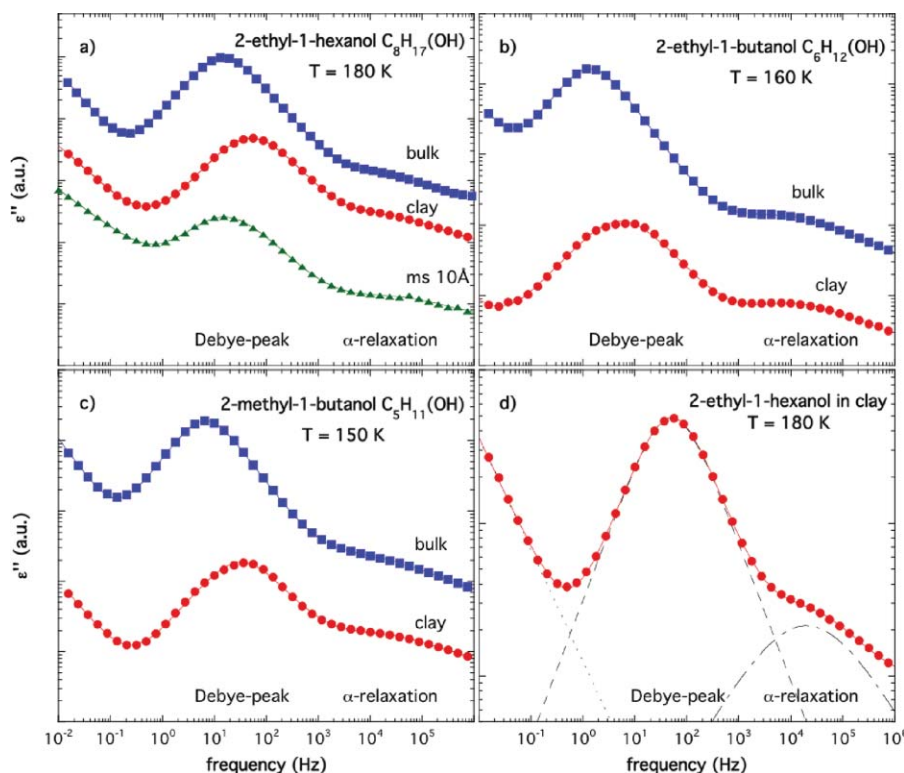 a)
2-ethyl-1-hexanol C8H17(OH)
T = 180 K
bulk
clay
ms 10Å
Debye-peak
α-relaxation
ε'' (a.u.)
b)
2-ethyl-1-butanol C6H12(OH)
T = 160 K
bulk
clay
Debye-peak
α-relaxation
c)
2-methyl-1-butanol C5H11(OH)
T = 150 K
bulk
clay
Debye-peak
α-relaxation
ε'' (a.u.)
10-2 10-1 100 101 102 103 104 105 106
frequency (Hz)
d)
2-ethyl-1-hexanol in clay
T = 180 K
Debye-peak
α-relaxation
10-1 100 101 102 103 104 105 106
frequency (Hz)